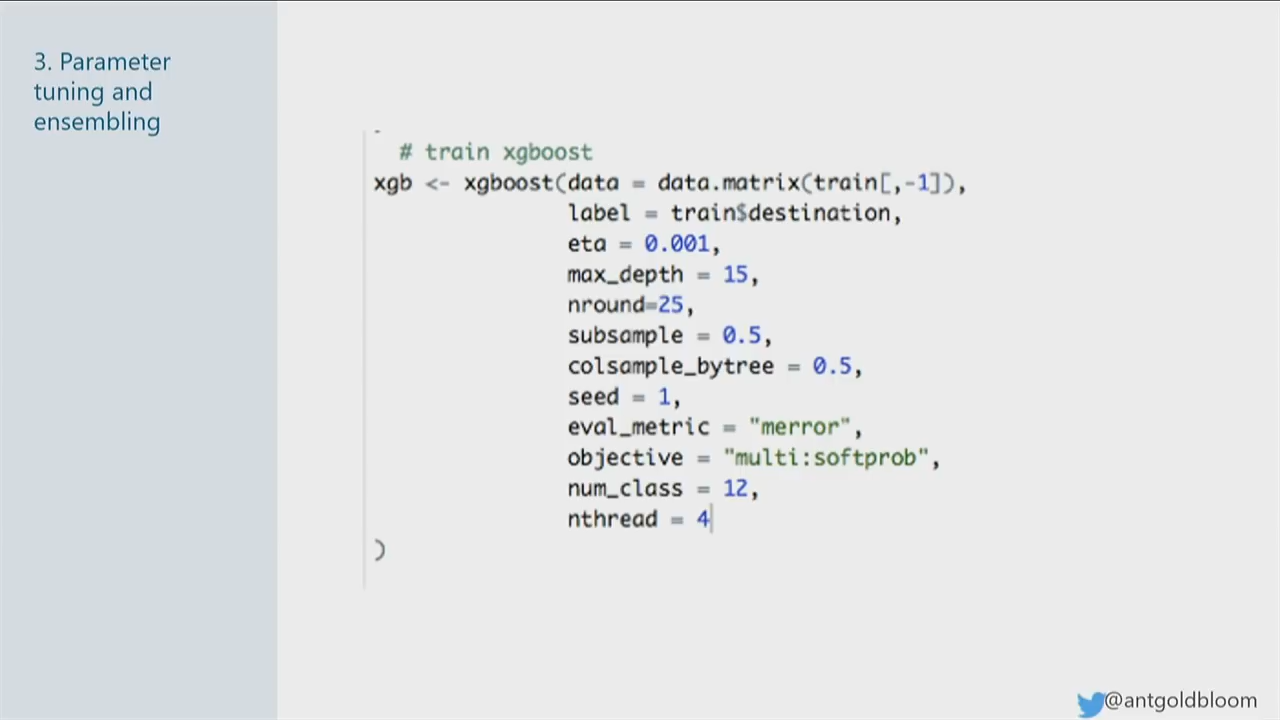 3. Parameter
tuning and
ensembling
# train xgboost
xgb <- xgboost(data = data.matrix(train[,-1]),
label = train$destination,
eta = 0.001,
max_depth = 15,
nround=25,
subsample = 0.5,
colsample_bytree = 0.5,
seed = 1,
eval_metric = "merror",
objective = "multi:softprob",
num_class = 12,
nthread = 4
)
@antgoldbloom